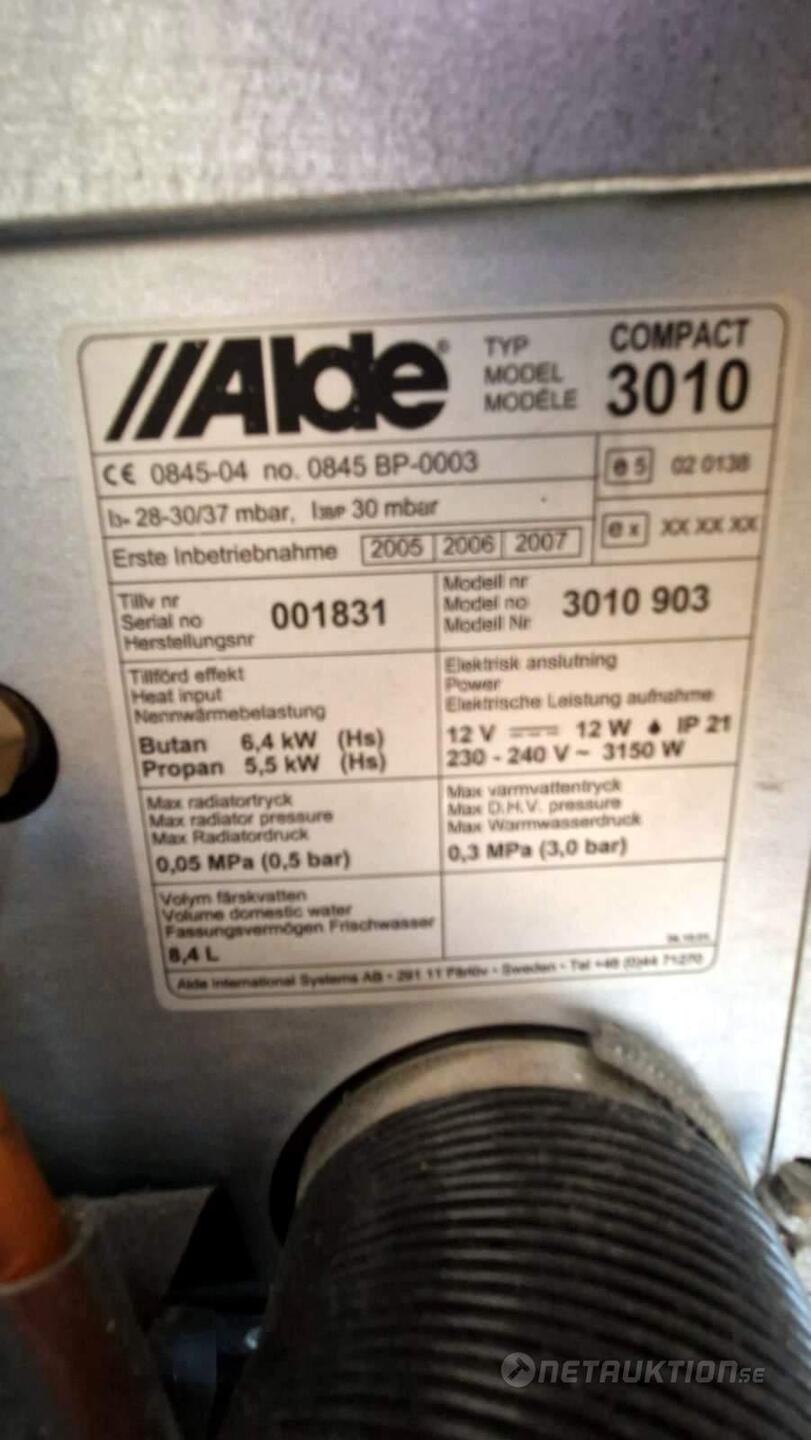 //Alde®
TYP
MODEL
MODÈLE
COMPACT
3010
CE 0845-04 no. 0845 BP-0003
e5 02 0138
I3+ 28-30/37 mbar, I3B/P 30 mbar
ex XX XX XX
Erste Inbetriebnahme 2005 2006 2007
Tillv nr
Serial no
Herstellungsnr
001831
Modell nr
Model no
Modell Nr
3010 903
Tillförd effekt
Heat input
Nennwärmebelastung
Butan 6,4 kW (Hs)
Propan 5,5 kW (Hs)
Elektrisk anslutning
Power
Elektrische Leistung aufnahme
12 V 12 W IP 21
230 - 240 V ~ 3150 W
Max radiatortryck
Max radiator pressure
Max Radiatordruck
0,05 MPa (0,5 bar)
Max varmvattentryck
Max D.H.V. pressure
Max Warmwasserdruck
0,3 MPa (3,0 bar)
Volym färskvatten
Volume domestic water
Fassungsvermögen Frischwasser
8,4 L
Alde International Systems AB - 291 11 Färlöv - Sweden - Tel +46 (0)44 71270
NETAUKTION.SE